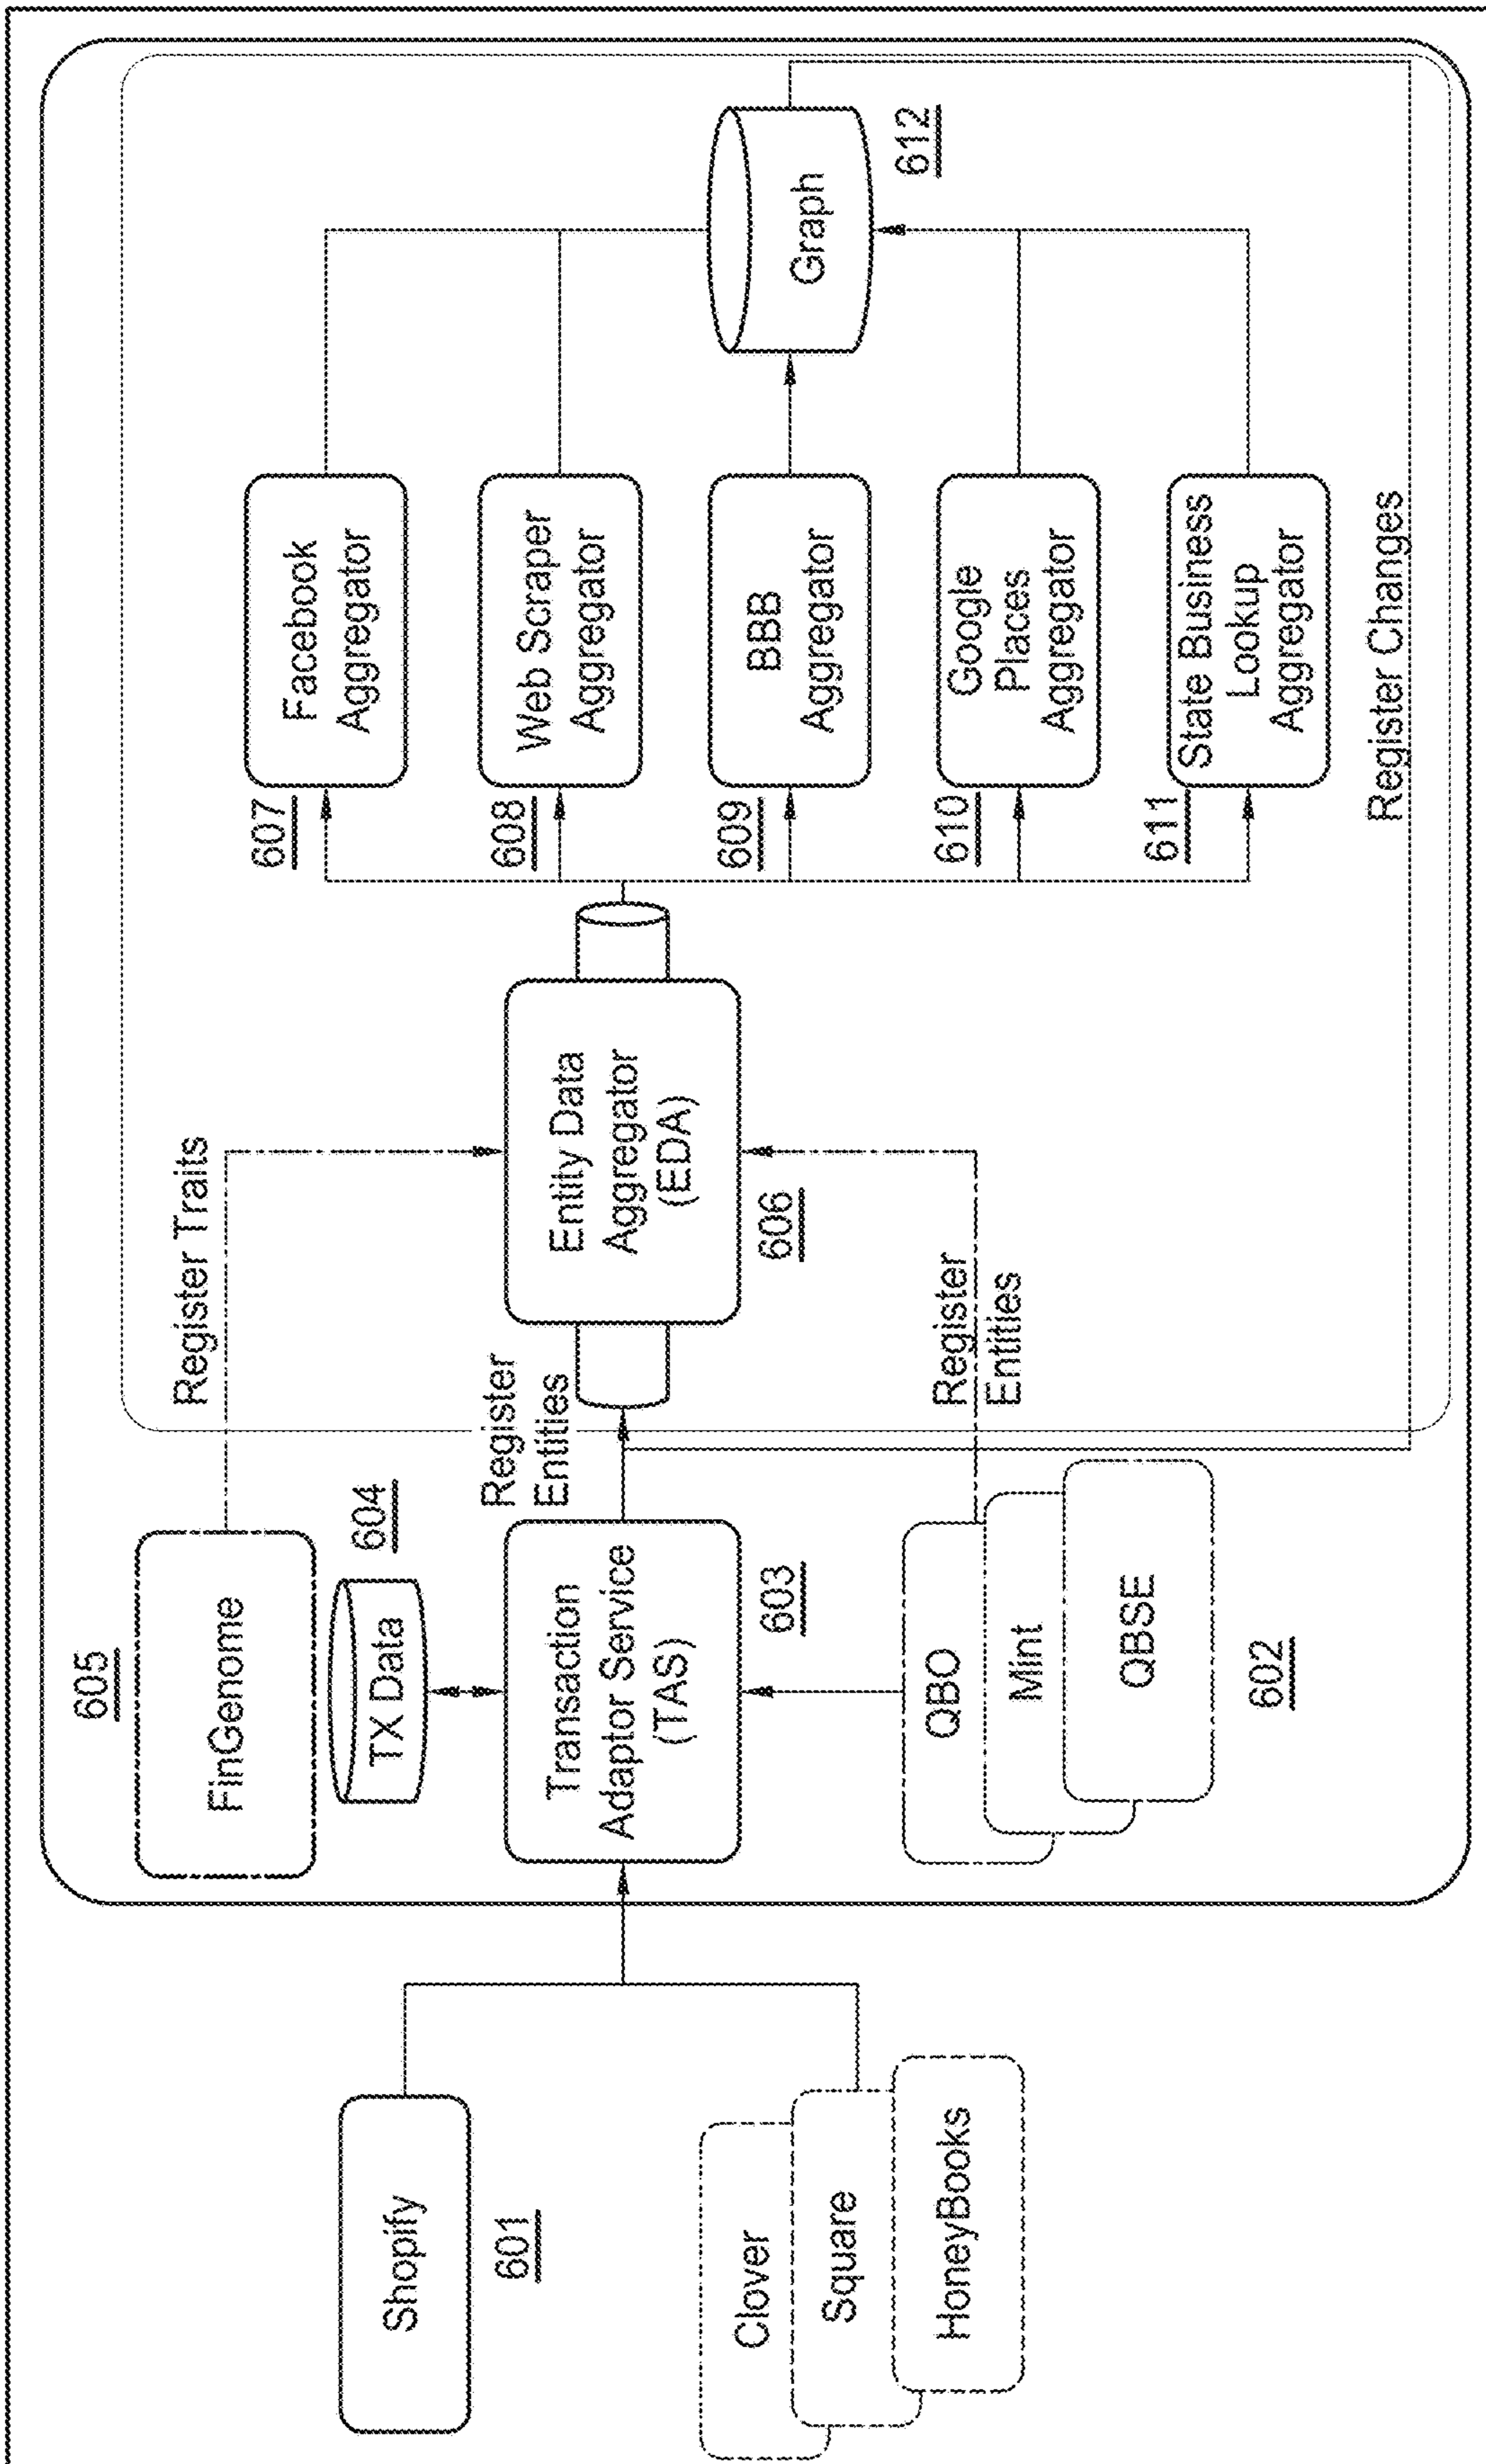 Shopify
601
Clover
Square
HoneyBooks
605
FinGenome
604
TX Data
Transaction
Adaptor Service
(TAS)
603
QBO
Mint
QBSE
602
Register Traits
Register
Entities
Entity Data
Aggregator
(EDA)
606
Register
Entities
607
Facebook
Aggregator
608
Web Scraper
Aggregator
609
BBB
Aggregator
610
Google
Places
Aggregator
611
State Business
Lookup
Aggregator
Register Changes
Graph
612